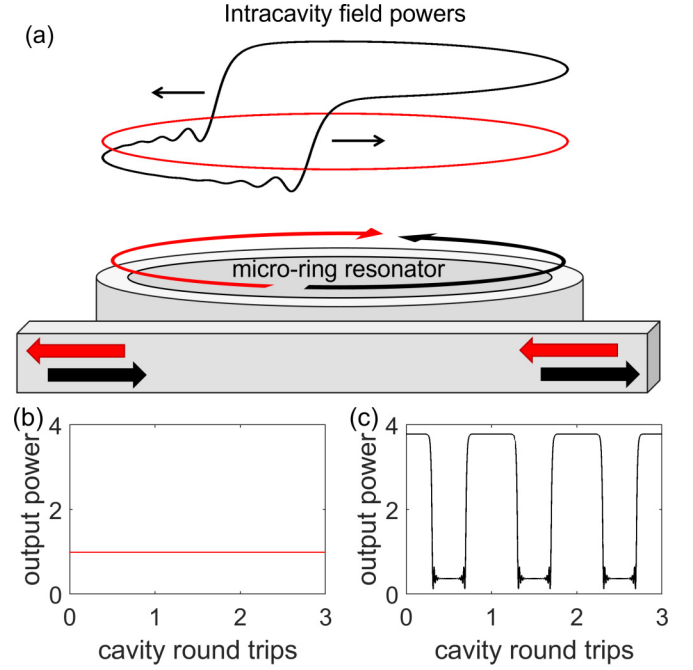 Intracavity field powers
(a)
micro-ring resonator
(b)
(c)
output power
4
2
0
0
1
2
3
cavity round trips
output power
4
2
0
0
1
2
3
cavity round trips